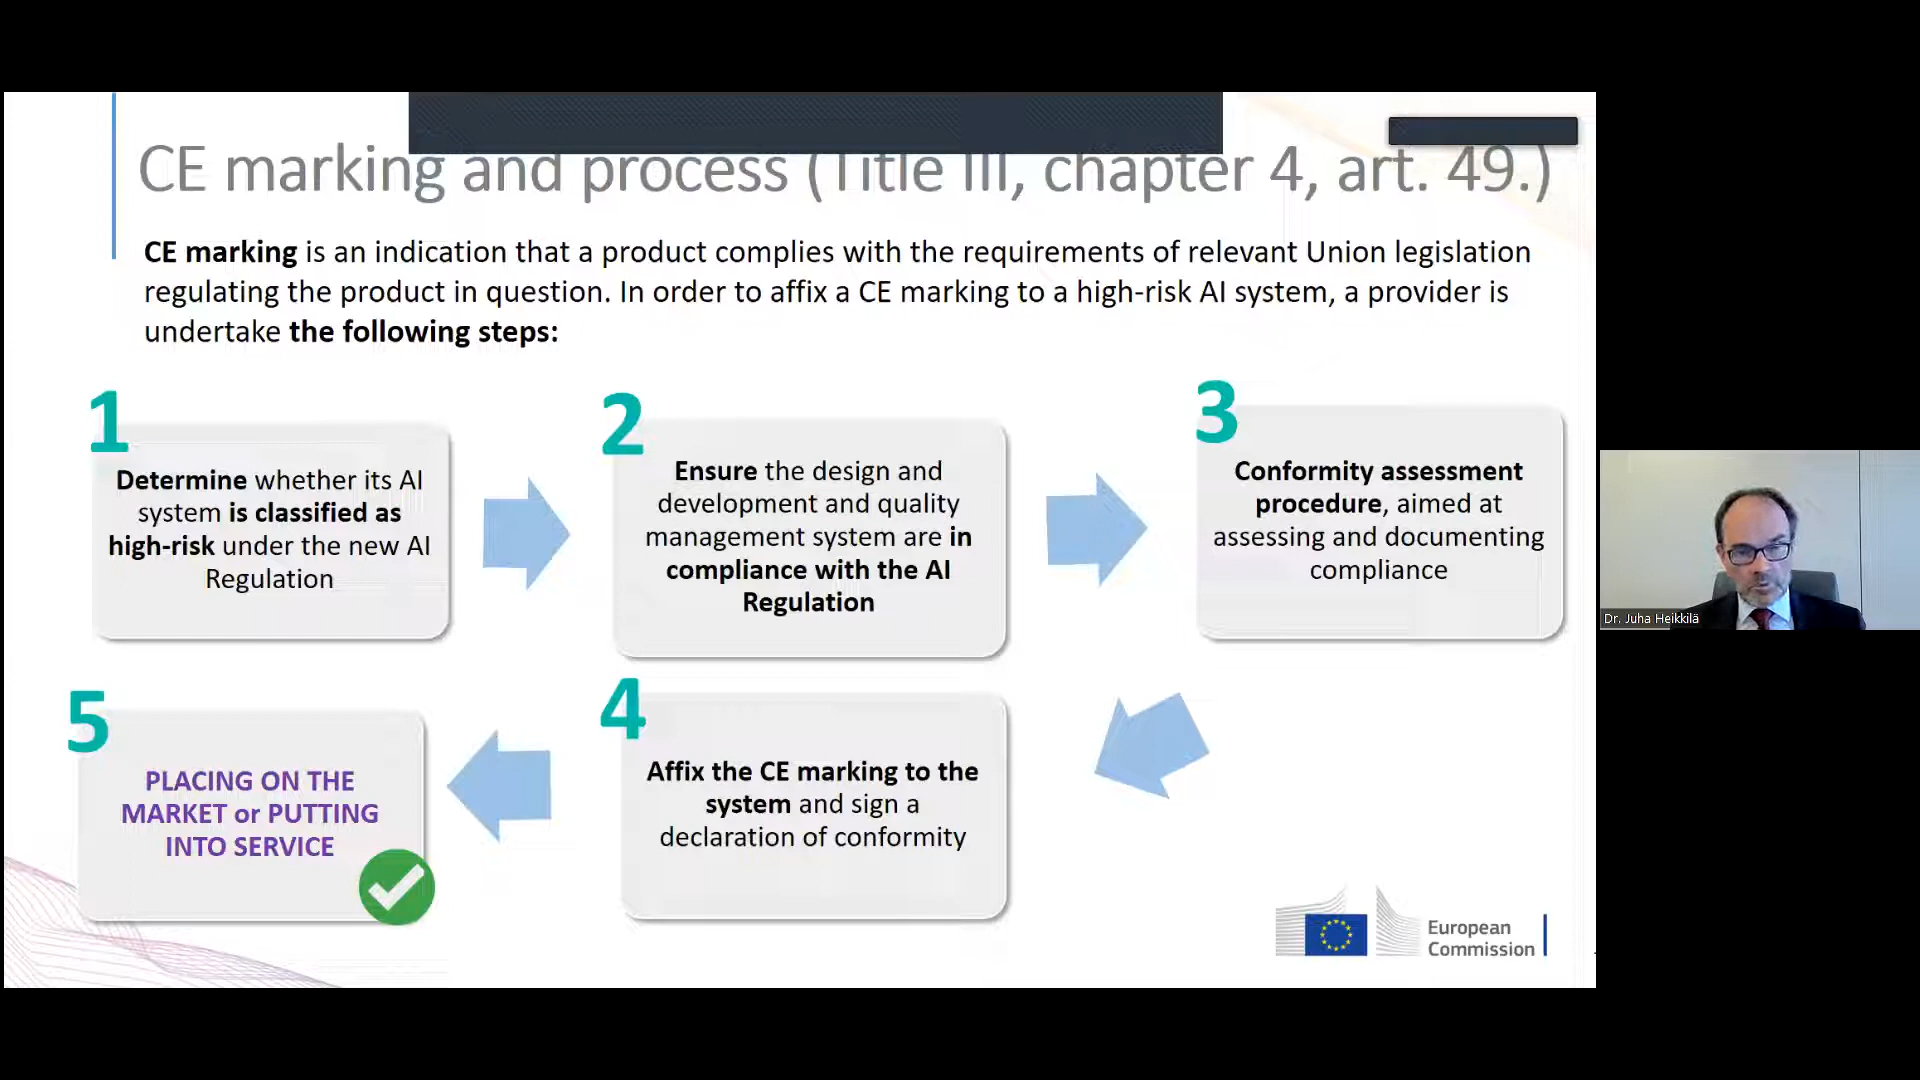 CE marking and process (Title III, chapter 4, art. 49.)
CE marking is an indication that a product complies with the requirements of relevant Union legislation
regulating the product in question. In order to affix a CE marking to a high-risk AI system, a provider is
undertake the following steps:
1
Determine whether its AI
system is classified as
high-risk under the new AI
Regulation
2
Ensure the design and
development and quality
management system are in
compliance with the AI
Regulation
3
Conformity assessment
procedure, aimed at
assessing and documenting
compliance
4
Affix the CE marking to the
system and sign a
declaration of conformity
5
PLACING ON THE
MARKET or PUTTING
INTO SERVICE
European
Commission
Dr. Juha Heikkilä